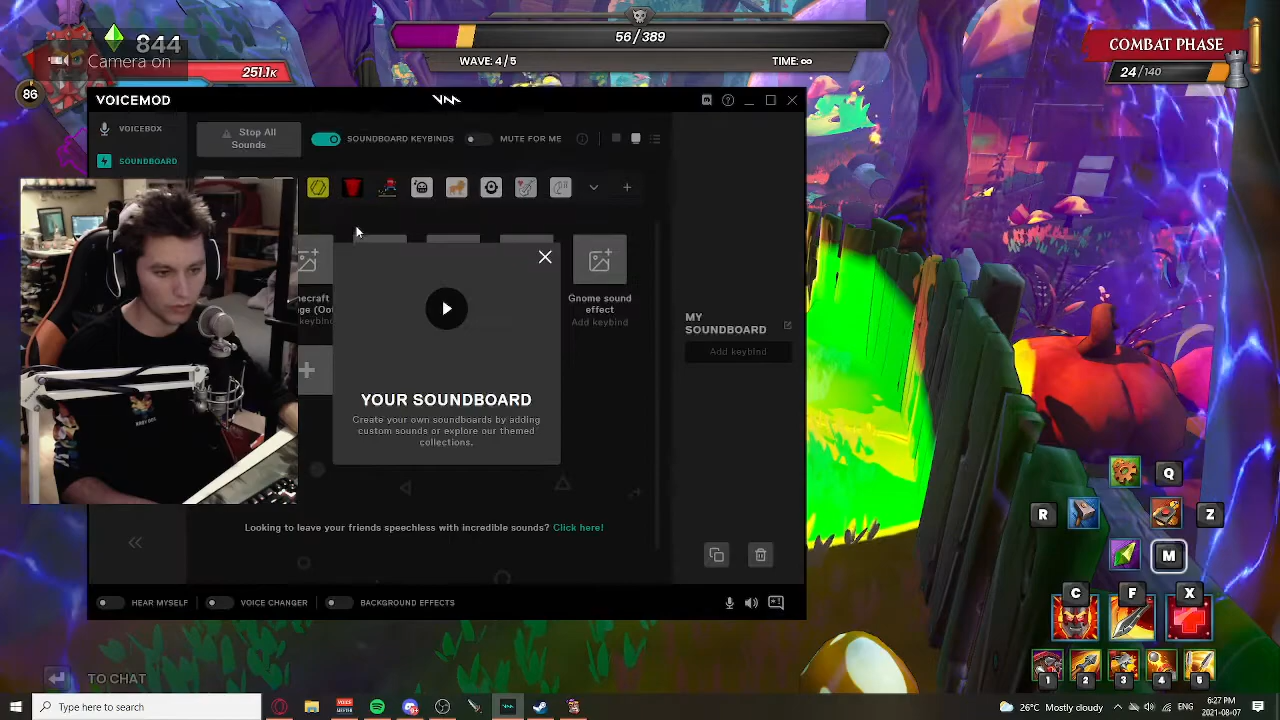 844
Camera on
251.1K
86
56/389
WAVE: 4/5
TIME: ∞
COMBAT PHASE
24/140
VOICEMOD
VOICEBOX
SOUNDBOARD
Stop All
Sounds
SOUNDBOARD KEYBINDS
MUTE FOR ME
Gnome sound
effect
Add keybind
YOUR SOUNDBOARD
Create your own soundboards by adding
custom sounds or explore our themed
collections.
MY
SOUNDBOARD
Add keybind
Looking to leave your friends speechless with incredible sounds? Click here!
HEAR MYSELF
VOICE CHANGER
BACKGROUND EFFECTS
Q
R
Z
M
C
F
X
1
2
3
4
5
TO CHAT
Type here to search
VOICE
MEETER
26°C Mostly cloudy
6:27 PM
2021-08-07